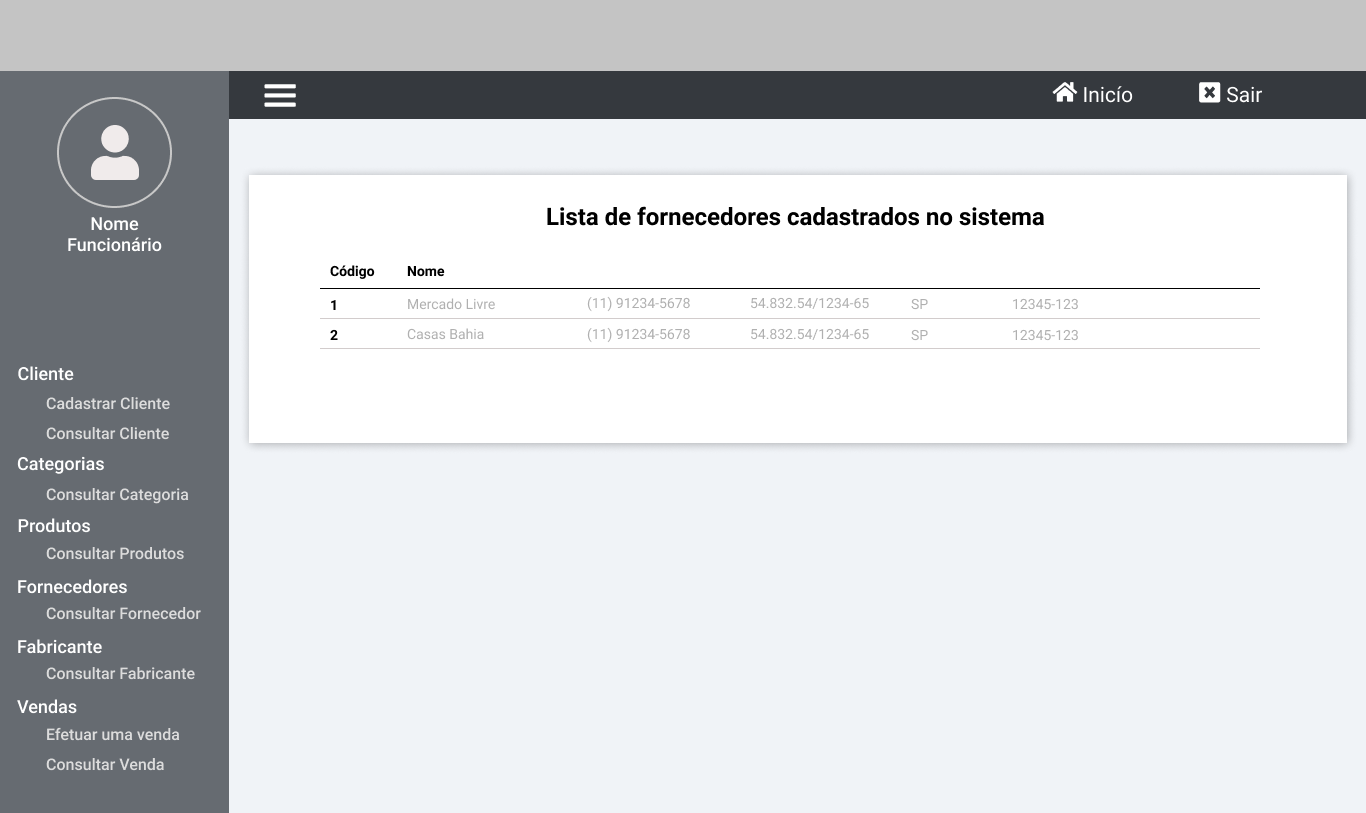 Inicío
Sair
Nome
Funcionário
Cliente
Cadastrar Cliente
Consultar Cliente
Categorias
Consultar Categoria
Produtos
Consultar Produtos
Fornecedores
Consultar Fornecedor
Fabricante
Consultar Fabricante
Vendas
Efetuar uma venda
Consultar Venda
Lista de fornecedores cadastrados no sistema
Código Nome
1 Mercado Livre (11) 91234-5678 54.832.54/1234-65 SP 12345-123
2 Casas Bahia (11) 91234-5678 54.832.54/1234-65 SP 12345-123